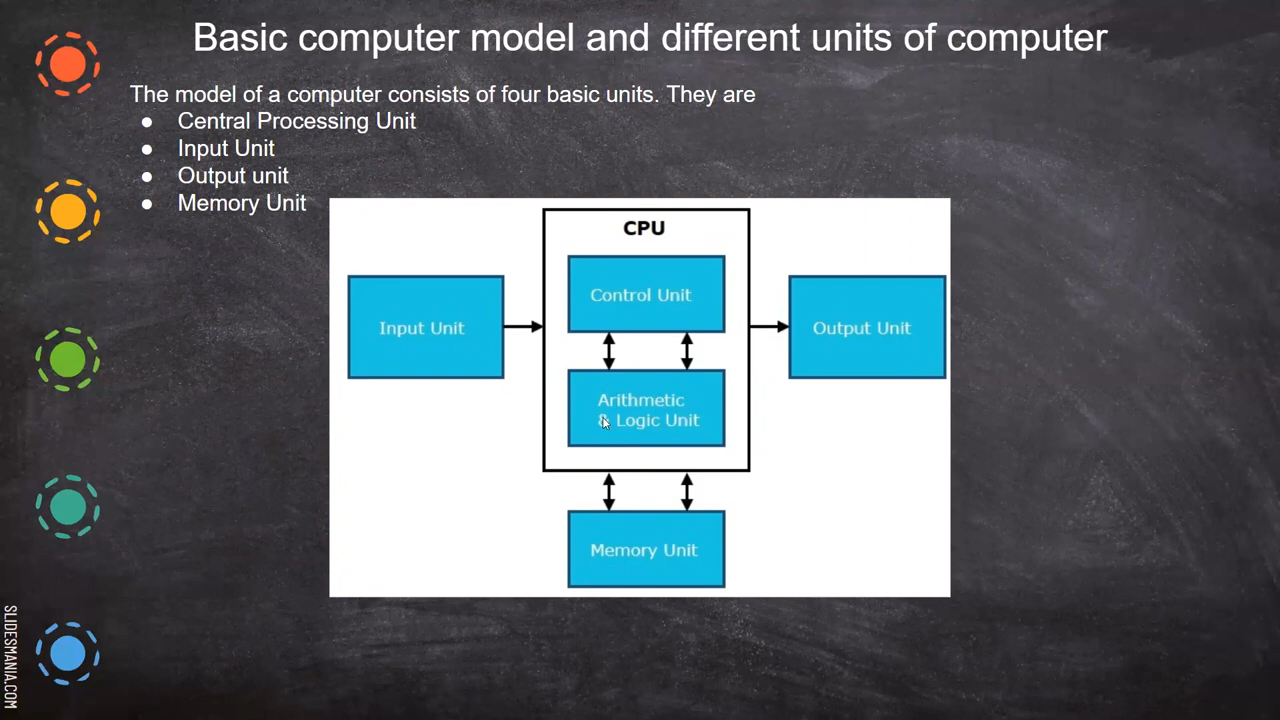 Basic computer model and different units of computer
The model of a computer consists of four basic units. They are
● Central Processing Unit
● Input Unit
● Output unit
● Memory Unit
CPU
Control Unit
Input Unit
Output Unit
Arithmetic
& Logic Unit
Memory Unit
SLIDESMANIA.COM